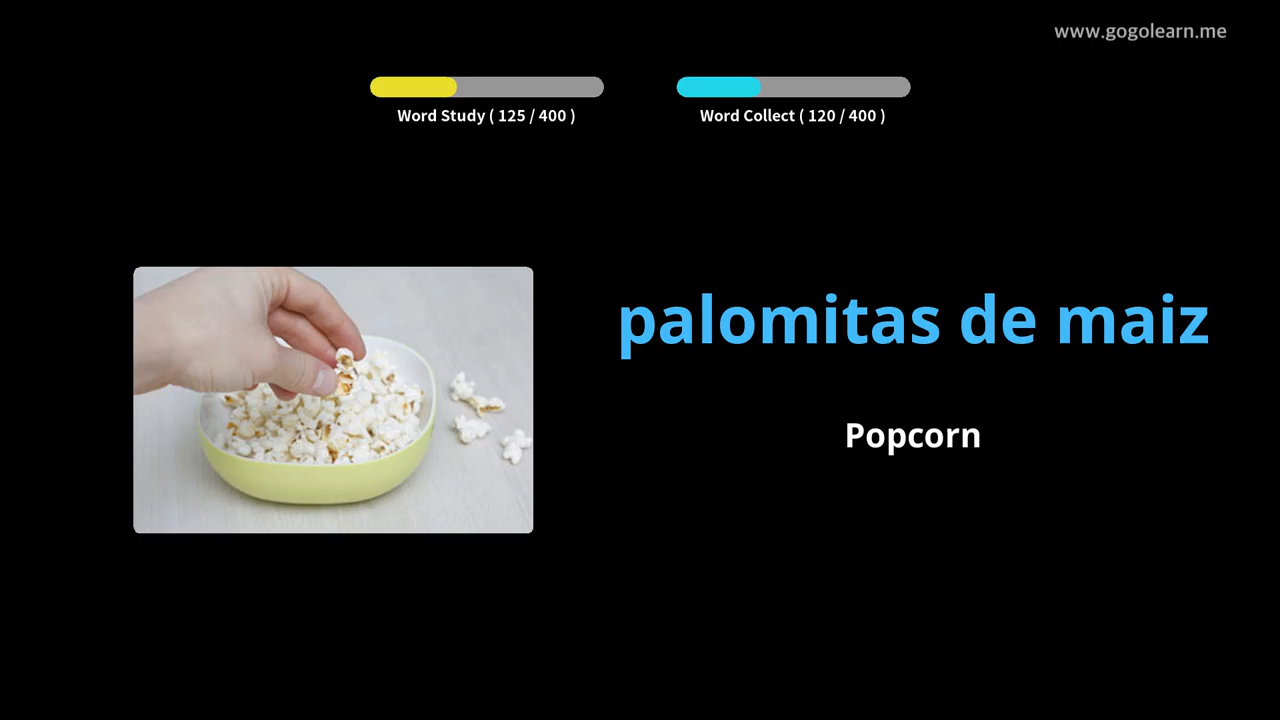 www.gogolearn.me
Word Study ( 125 / 400 )
Word Collect ( 120 / 400 )
palomitas de maiz
Popcorn